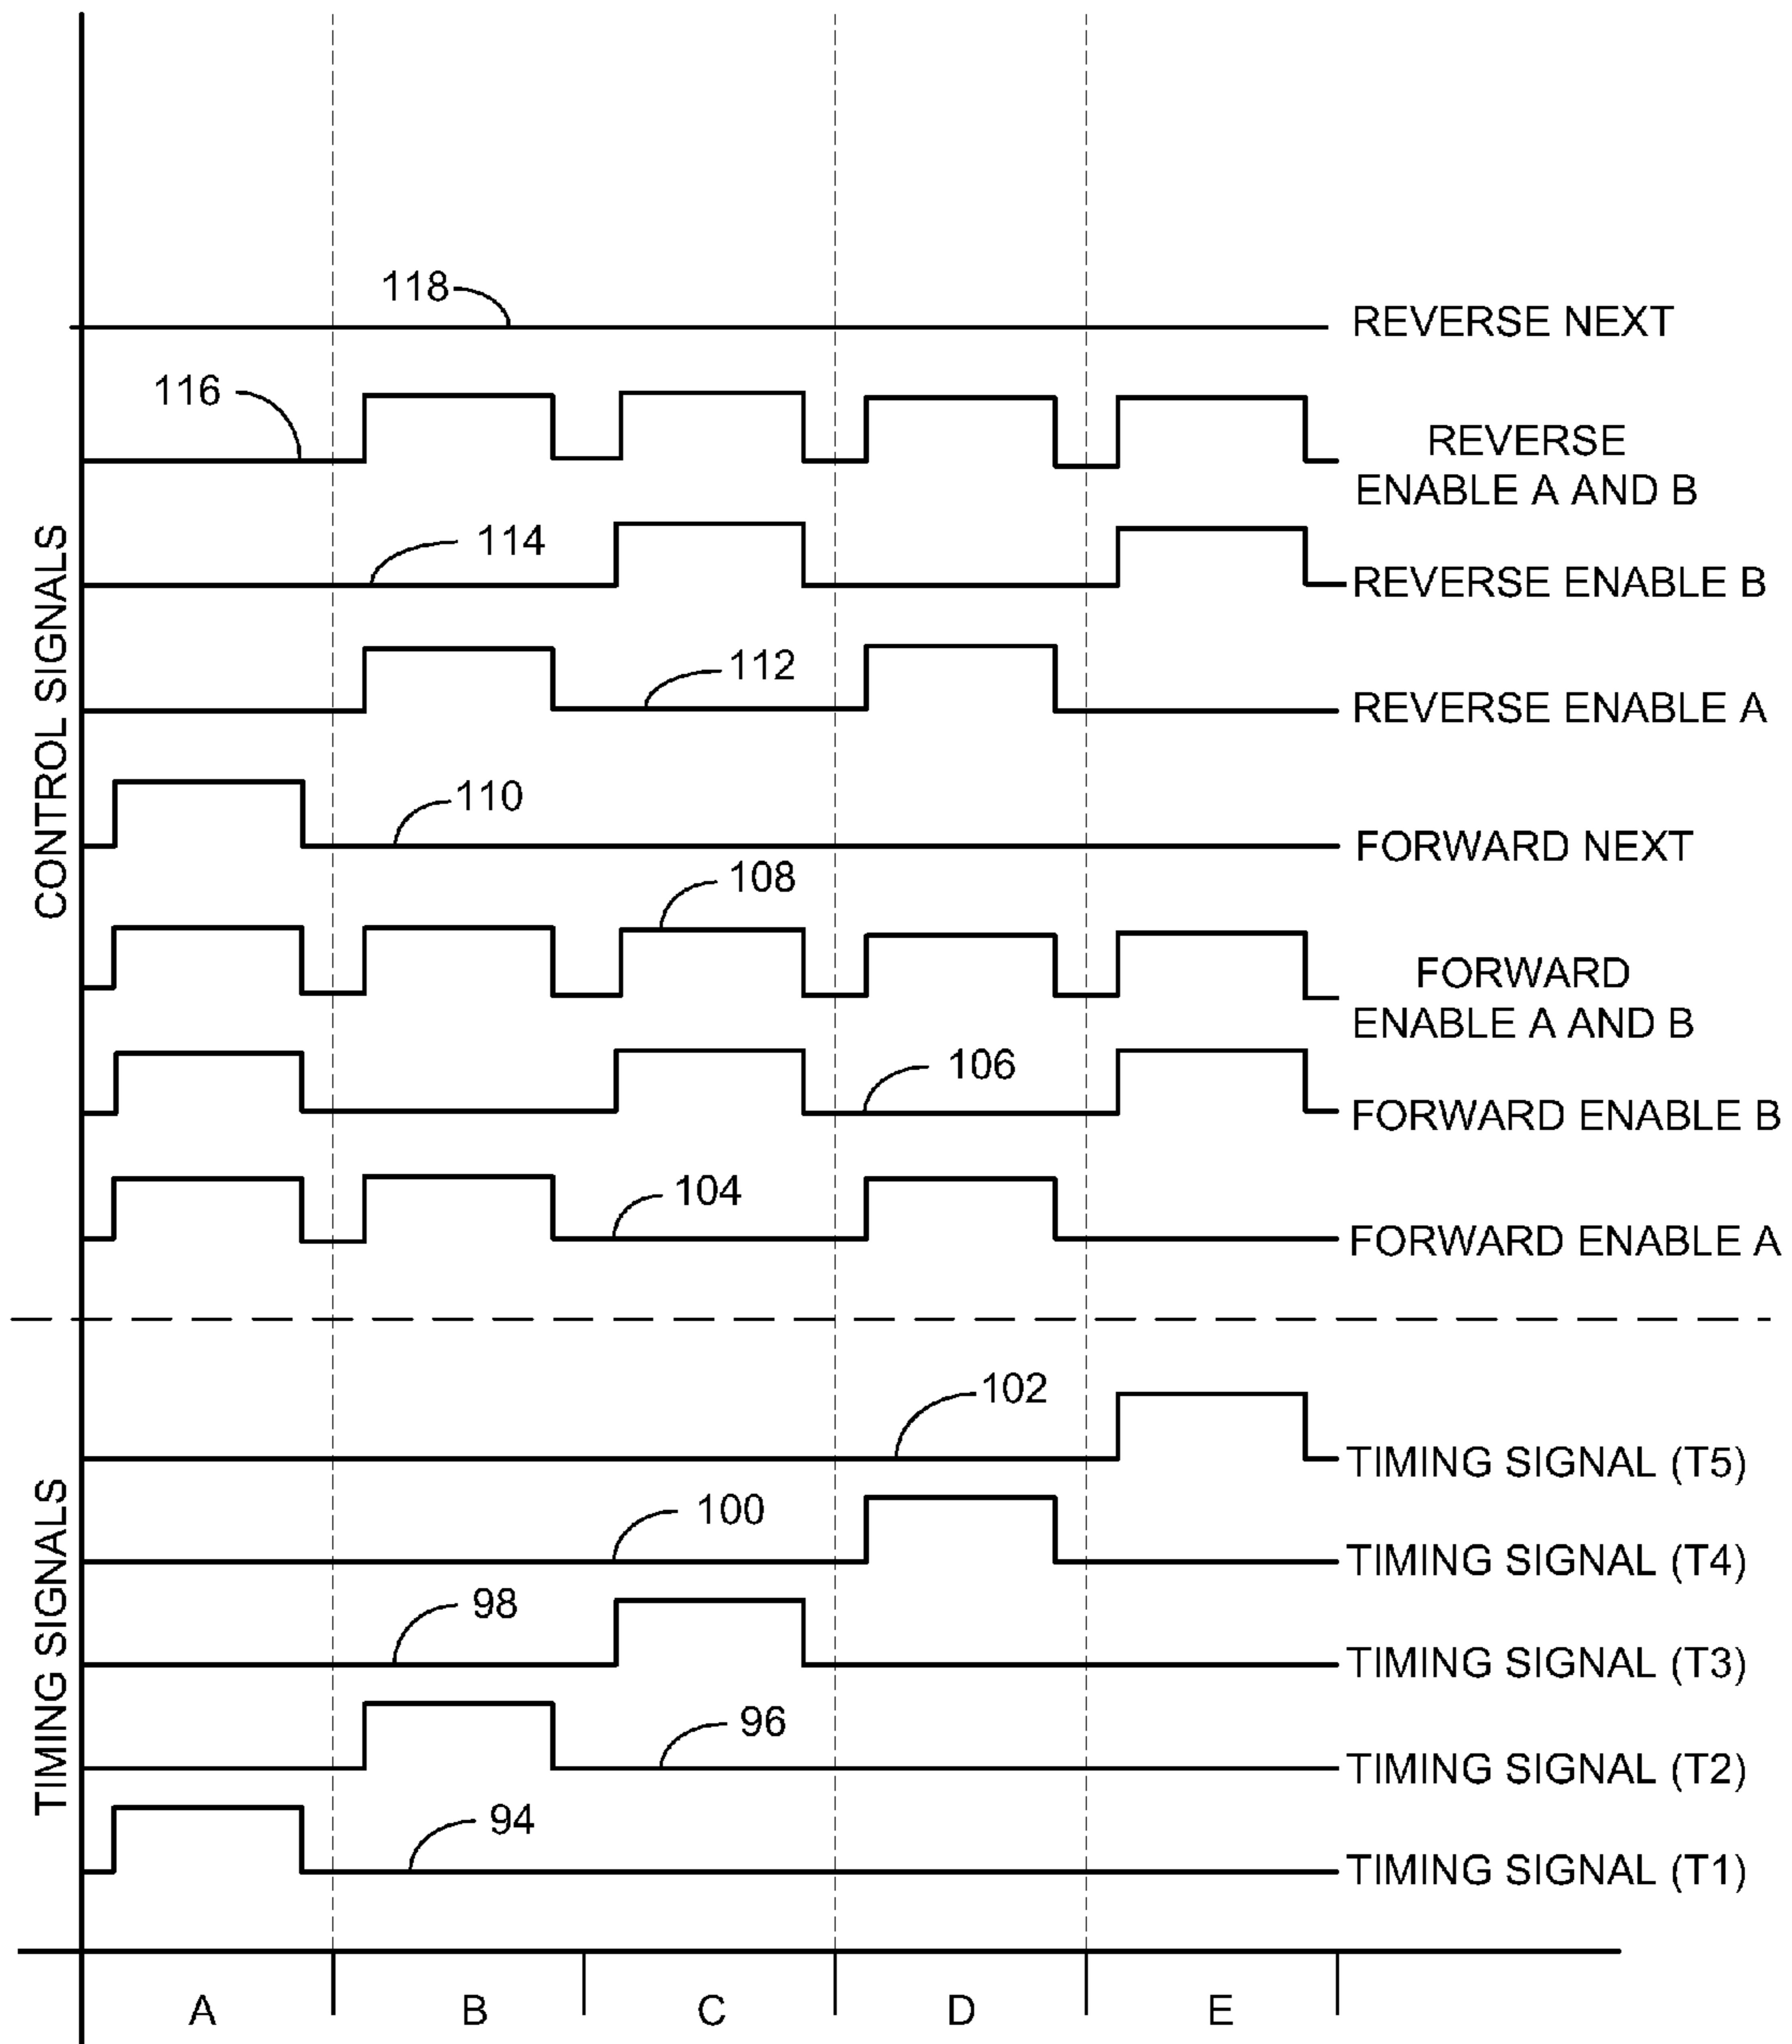 118
REVERSE NEXT
116
REVERSE
ENABLE A AND B
114
REVERSE ENABLE B
112
REVERSE ENABLE A
CONTROL SIGNALS
110
FORWARD NEXT
108
FORWARD
ENABLE A AND B
106
FORWARD ENABLE B
104
FORWARD ENABLE A
102
TIMING SIGNAL (T5)
100
TIMING SIGNAL (T4)
TIMING SIGNALS
98
TIMING SIGNAL (T3)
96
TIMING SIGNAL (T2)
94
TIMING SIGNAL (T1)
A B C D E